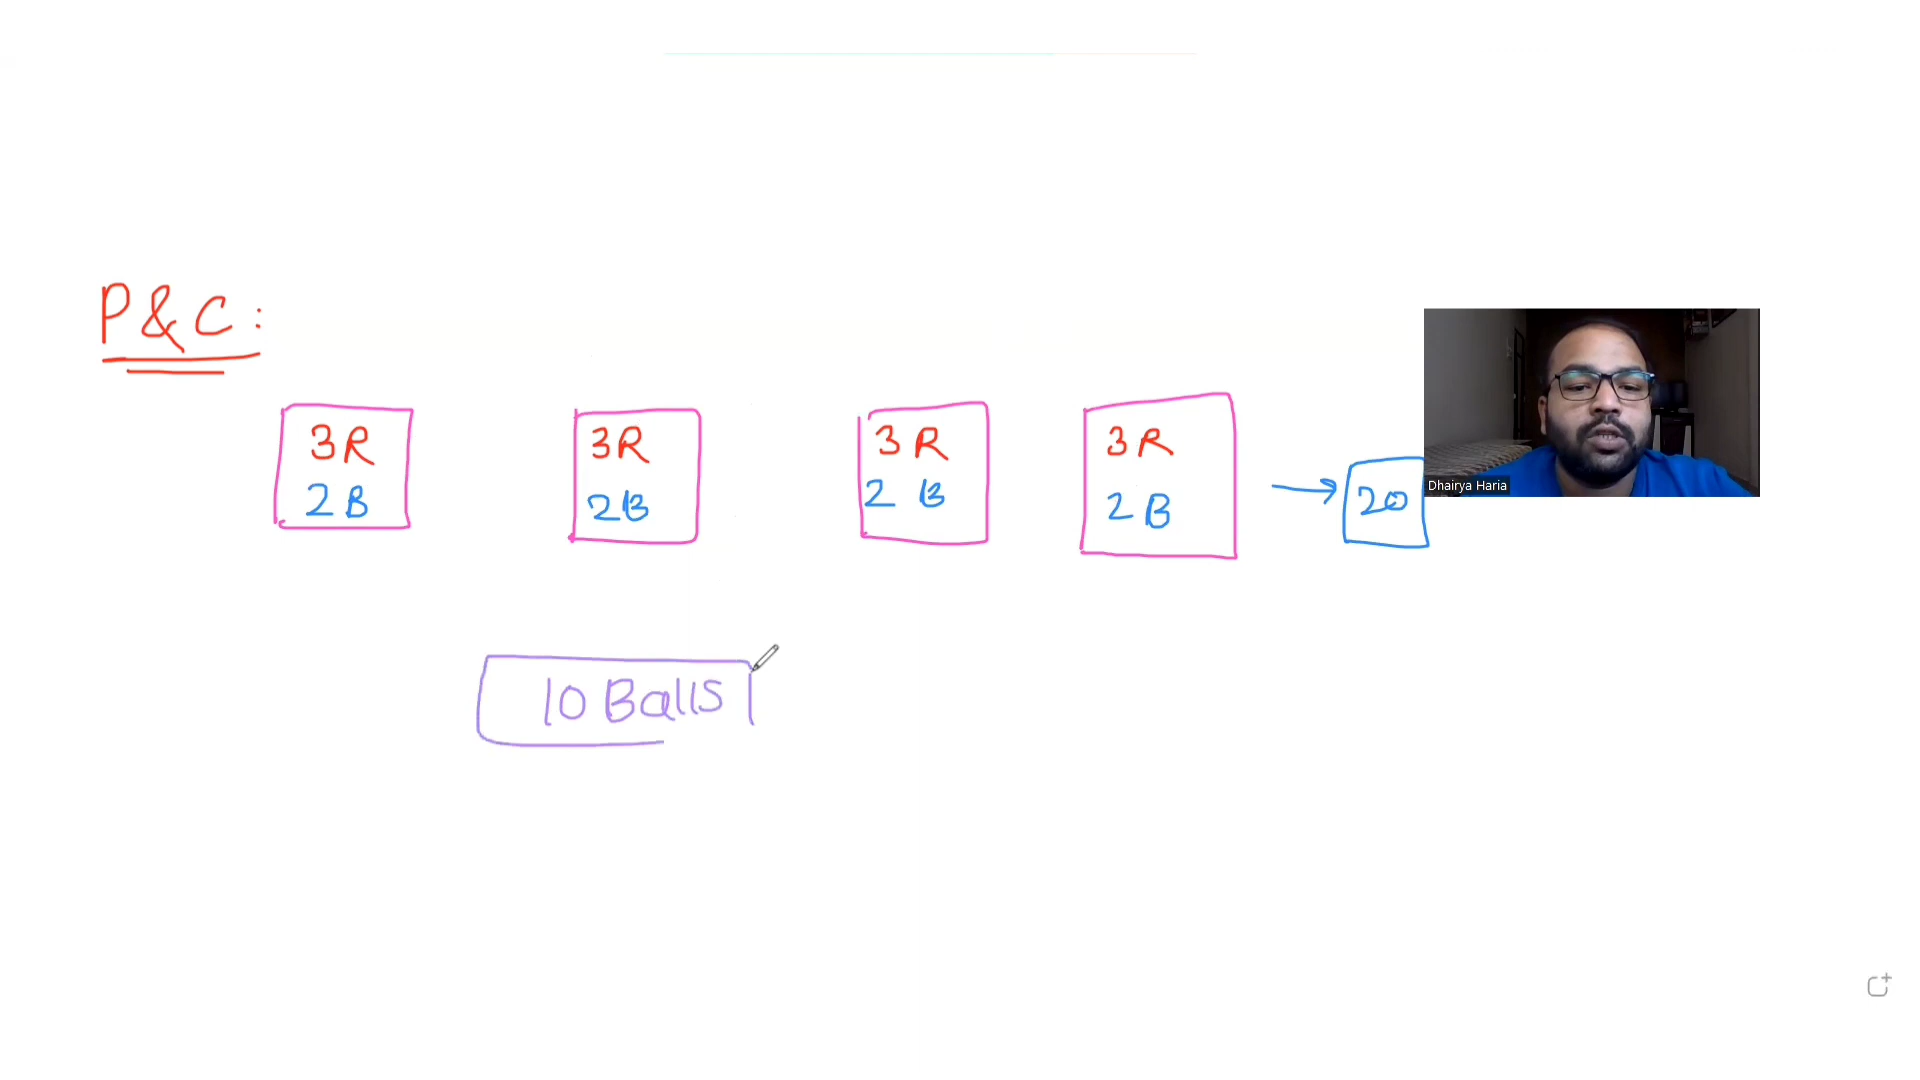 P & C :
3R 3R 3R 3R
2B 2B 2B 2B
20
Dhairya Haria
10 Balls